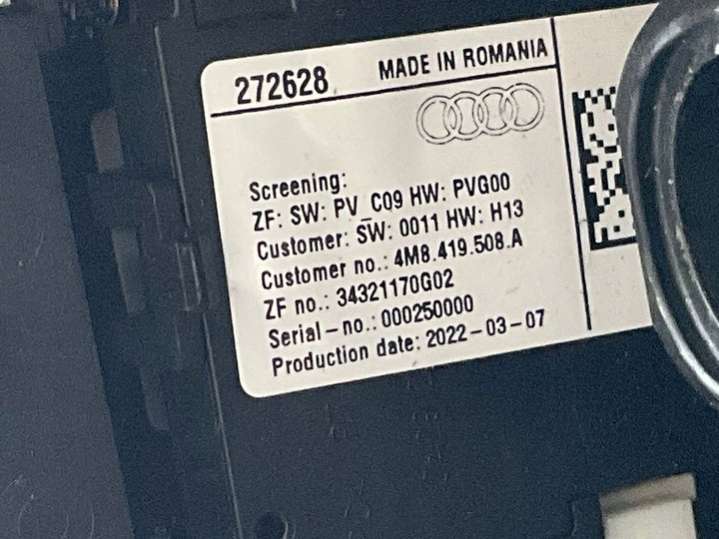 272628 MADE IN ROMANIA
Screening:
ZF: SW: PV_C09 HW: PVG00
Customer: SW: 0011 HW: H13
Customer no.: 4M8.419.508.A
ZF no.: 34321170G02
Serial-no.: 000250000
Production date: 2022-03-07